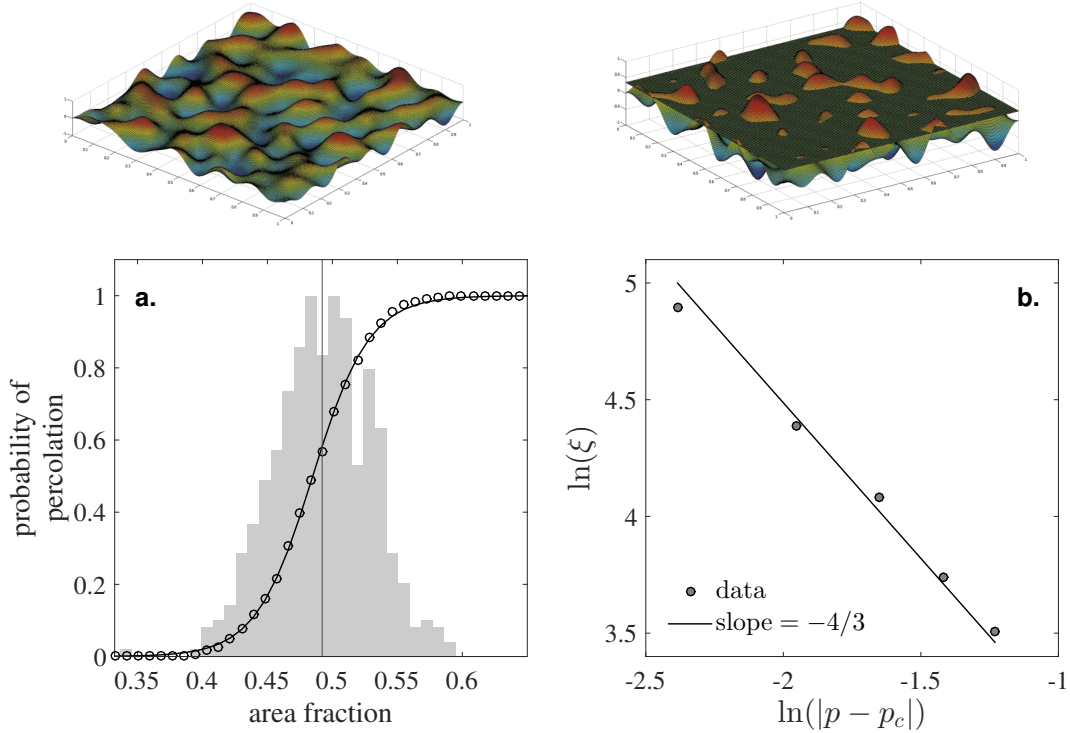 a.
1
0.8
0.6
0.4
0.2
0
0.35
0.4
0.45
0.5
0.55
0.6
probability of
percolation
area fraction
b.
5
4.5
4
3.5
-2.5
-2
-1.5
-1
ln(ξ)
data
slope = −4/3
ln(|p − p_c|)